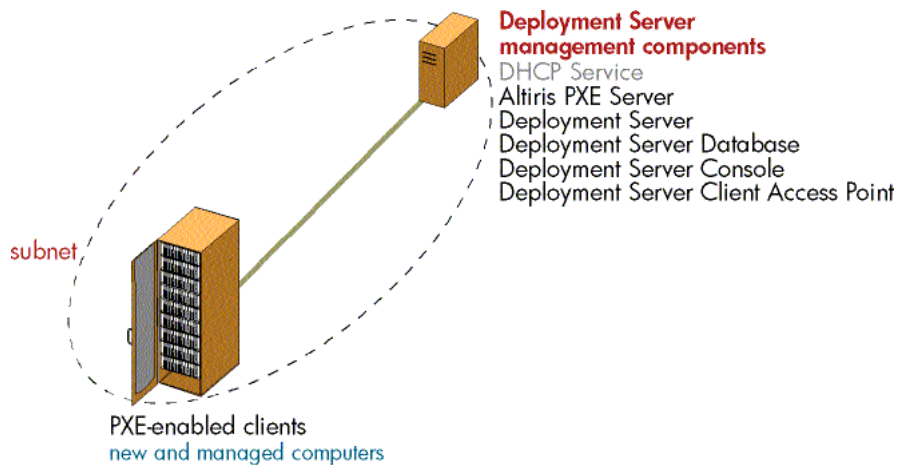 Deployment Server
management components
DHCP Service
Altiris PXE Server
Deployment Server
Deployment Server Database
Deployment Server Console
Deployment Server Client Access Point
subnet
PXE-enabled clients
new and managed computers